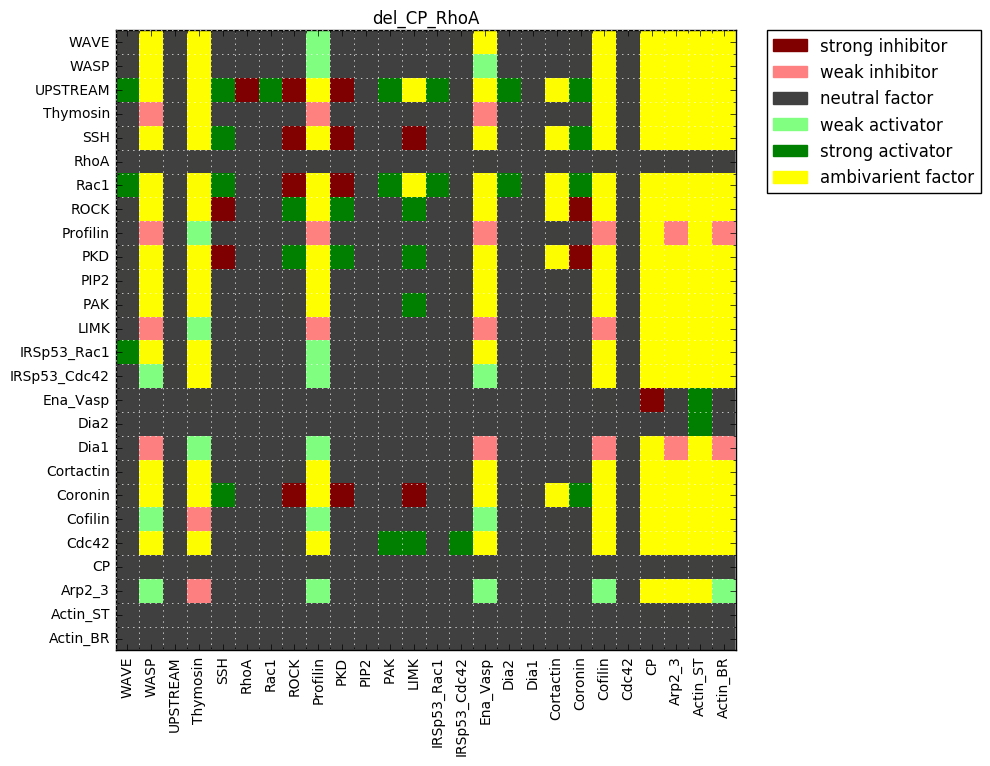 del_CP_RhoA
WAVE
WASP
UPSTREAM
Thymosin
SSH
RhoA
Rac1
ROCK
Profilin
PKD
PIP2
PAK
LIMK
IRSp53_Rac1
IRSp53_Cdc42
Ena_Vasp
Dia2
Dia1
Cortactin
Coronin
Cofilin
Cdc42
CP
Arp2_3
Actin_ST
Actin_BR
WAVE
WASP
UPSTREAM
Thymosin
SSH
RhoA
Rac1
ROCK
Profilin
PKD
PIP2
PAK
LIMK
IRSp53_Rac1
IRSp53_Cdc42
Ena_Vasp
Dia2
Dia1
Cortactin
Coronin
Cofilin
Cdc42
CP
Arp2_3
Actin_ST
Actin_BR
strong inhibitor
weak inhibitor
neutral factor
weak activator
strong activator
ambivarient factor